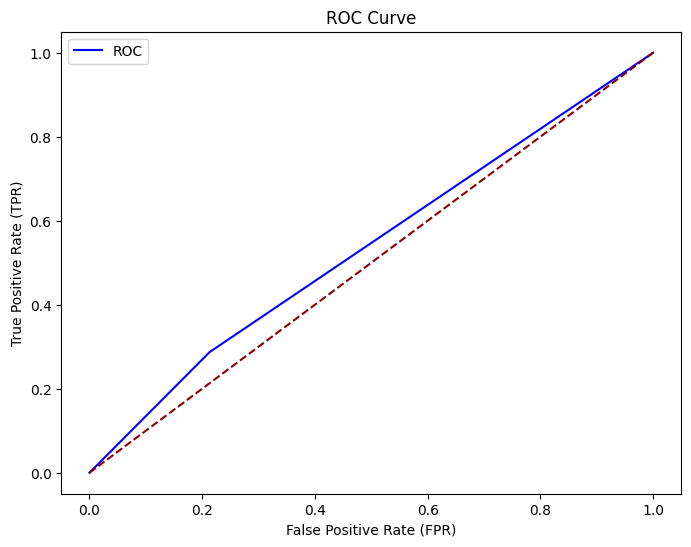 ROC Curve
ROC
1.0
0.8
0.6
0.4
0.2
0.0
True Positive Rate (TPR)
0.0 0.2 0.4 0.6 0.8 1.0
False Positive Rate (FPR)